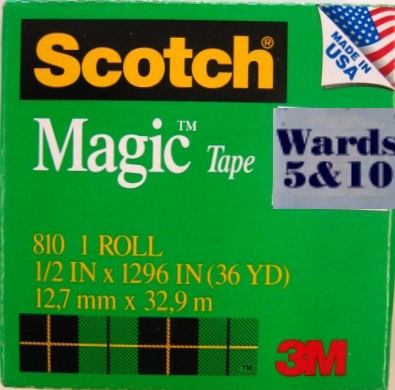 Scotch®
MADE IN
USA
Magic™ Tape
Wards
5&10
810 1 ROLL
1/2 IN x 1296 IN (36 YD)
12,7 mm x 32,9 m
TM
3M